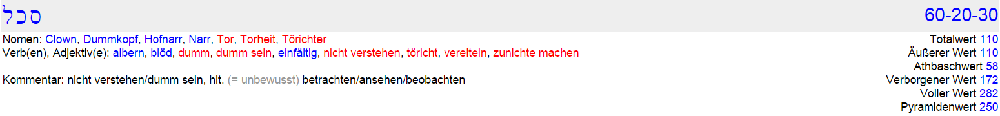 סכל 60-20-30
Nomen: Clown, Dummkopf, Hofnarr, Narr, Tor, Torheit, Törichter Totalwert 110
Verb(en), Adjektiv(e): albern, blöd, dumm, dumm sein, einfältig, nicht verstehen, töricht, vereiteln, zunichte machen Äußerer Wert 110
Athbaschwert 58
Kommentar: nicht verstehen/dumm sein, hit. (= unbewusst) betrachten/ansehen/beobachten Verborgener Wert 172
Voller Wert 282
Pyramidenwert 250